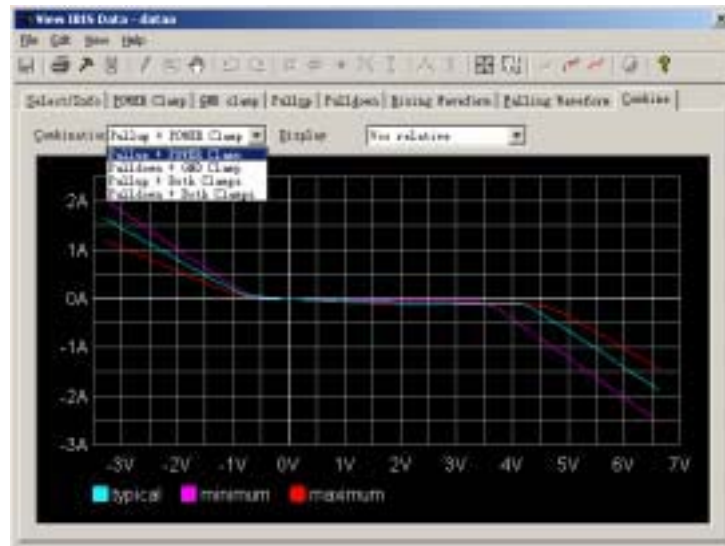 View IBIS Data - dataa
File Edit View Help
Select/Info POWER Clamp GND clamp Pullup Pulldown Rising Waveform Falling Waveform Combine
Combination Pullup + POWER Clamp Display Vcc relative
Pullup + POWER Clamp
Pulldown + GND Clamp
Pullup + Both Clamps
Pulldown + Both Clamps
2A
1A
0A
-1A
-2A
-3A
-3V -2V -1V 0V 1V 2V 3V 4V 5V 6V 7V
typical minimum maximum